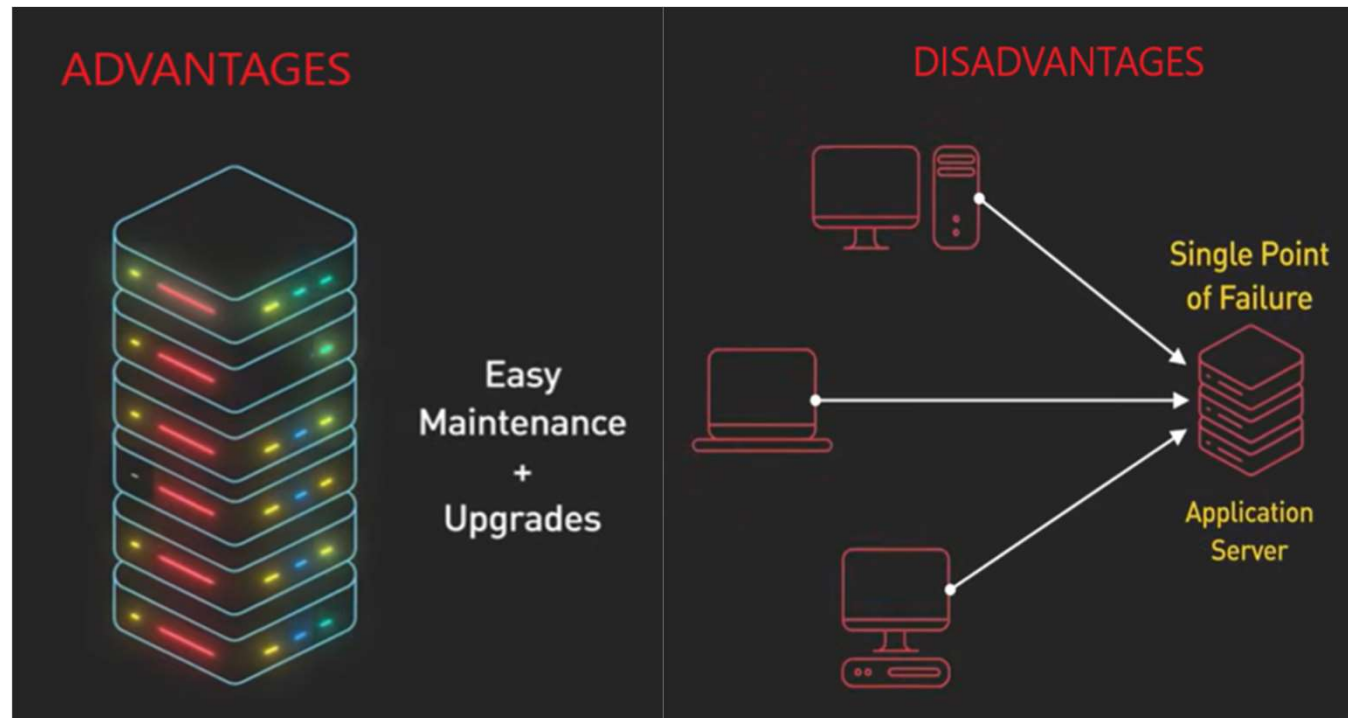 ADVANTAGES
Easy
Maintenance
+
Upgrades
DISADVANTAGES
Single Point
of Failure
Application
Server